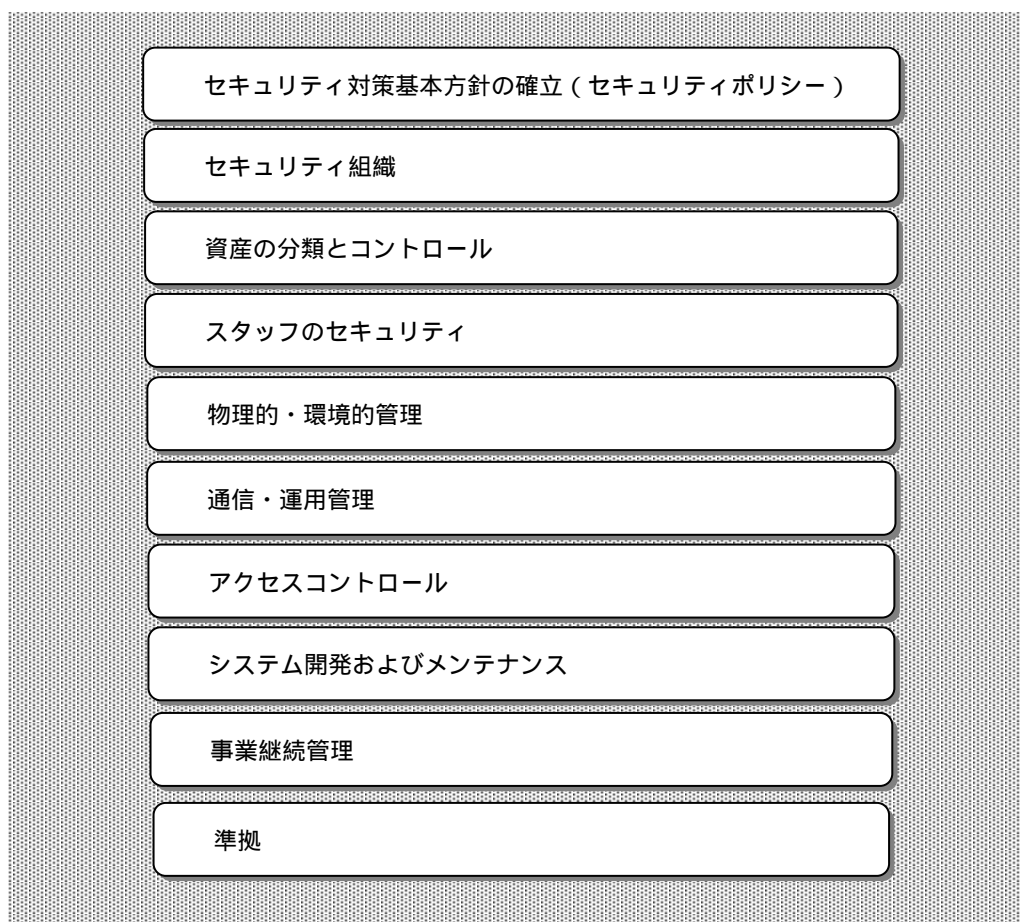 セキュリティ対策基本方針の確立（セキュリティポリシー）
セキュリティ組織
資産の分類とコントロール
スタッフのセキュリティ
物理的・環境的管理
通信・運用管理
アクセスコントロール
システム開発およびメンテナンス
事業継続管理
準拠